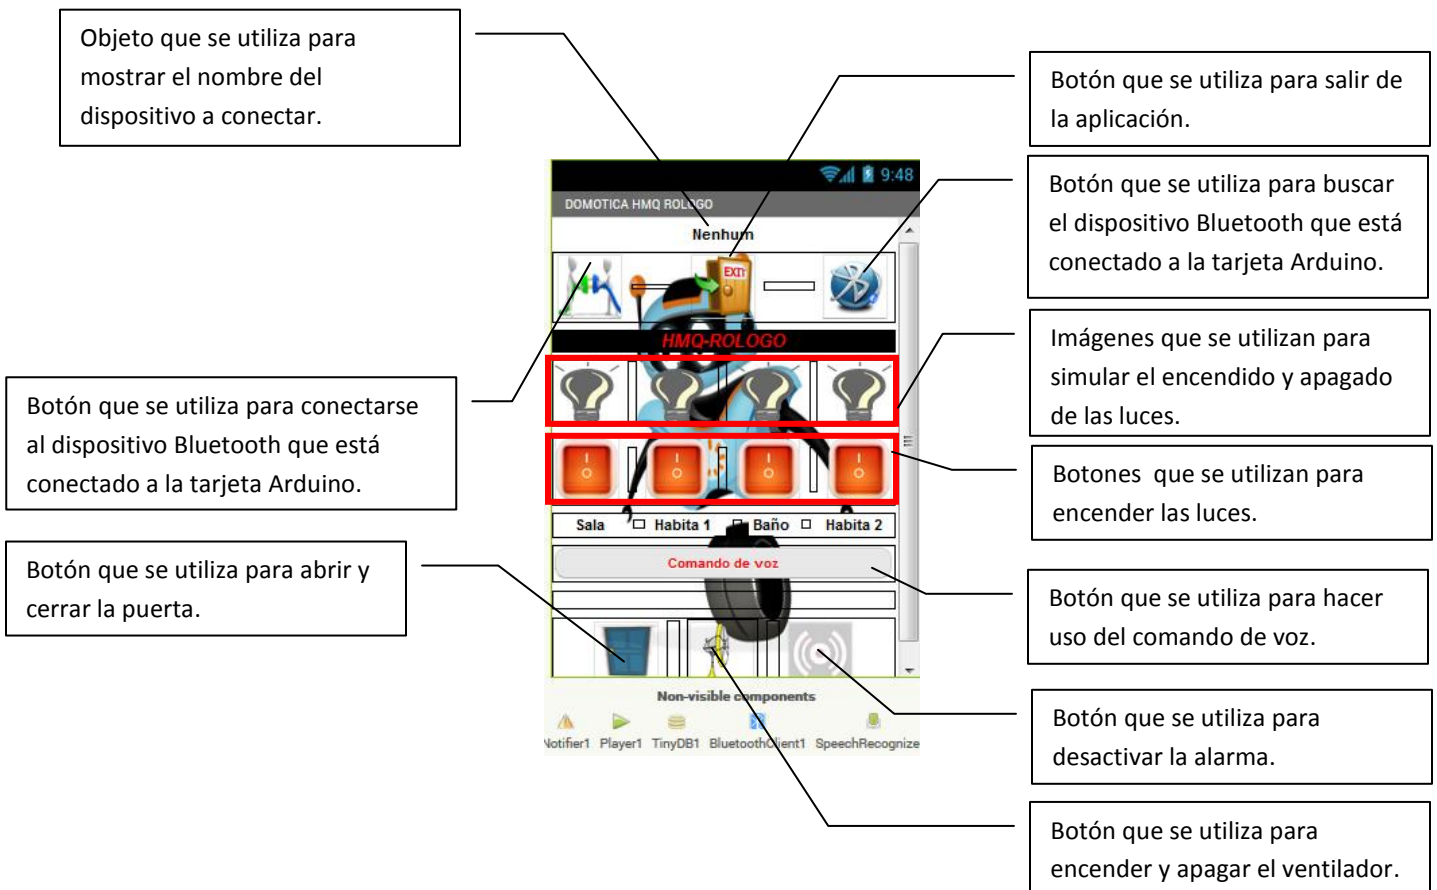 Objeto que se utiliza para
mostrar el nombre del
dispositivo a conectar.
Botón que se utiliza para salir de
la aplicación.
Botón que se utiliza para buscar
el dispositivo Bluetooth que está
conectado a la tarjeta Arduino.
Imágenes que se utilizan para
simular el encendido y apagado
de las luces.
Botones que se utilizan para
encender las luces.
Botón que se utiliza para conectarse
al dispositivo Bluetooth que está
conectado a la tarjeta Arduino.
Botón que se utiliza para abrir y
cerrar la puerta.
Botón que se utiliza para hacer
uso del comando de voz.
Botón que se utiliza para
desactivar la alarma.
Botón que se utiliza para
encender y apagar el ventilador.
9:48
DOMOTICA HMQ ROLOGO
Nenhum
EXIT
HMQ-ROLOGO
Sala Habita 1 Baño Habita 2
Comando de voz
Non-visible components
Notifier1 Player1 TinyDB1 BluetoothClient1 SpeechRecognize